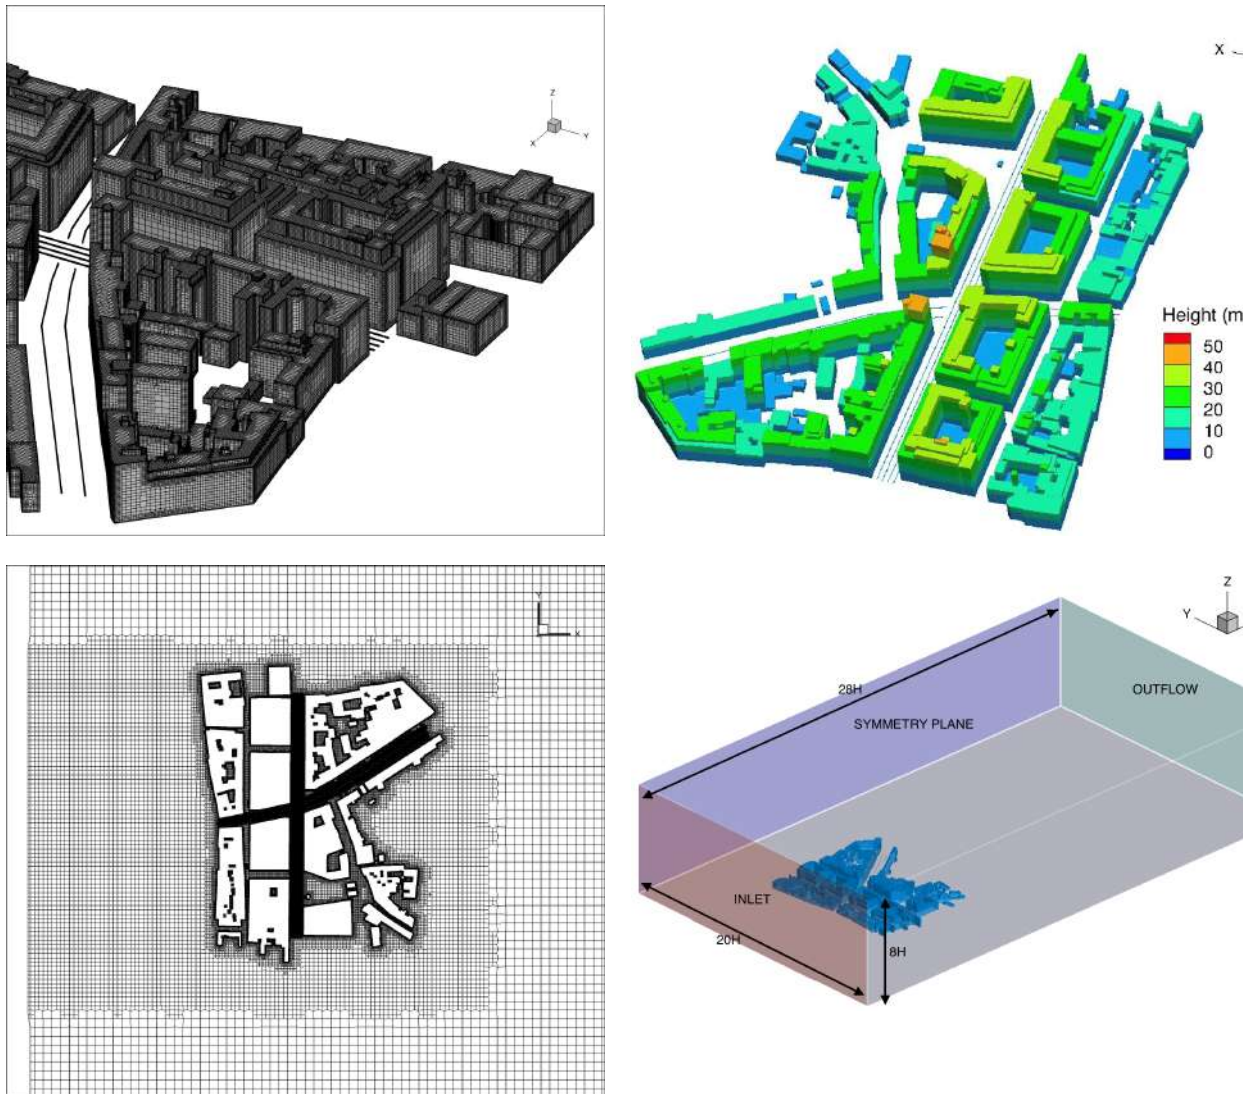 Z
Y
X
X
Height (m
50
40
30
20
10
0
Y
X
Z
Y
28H
OUTFLOW
SYMMETRY PLANE
INLET
20H
8H